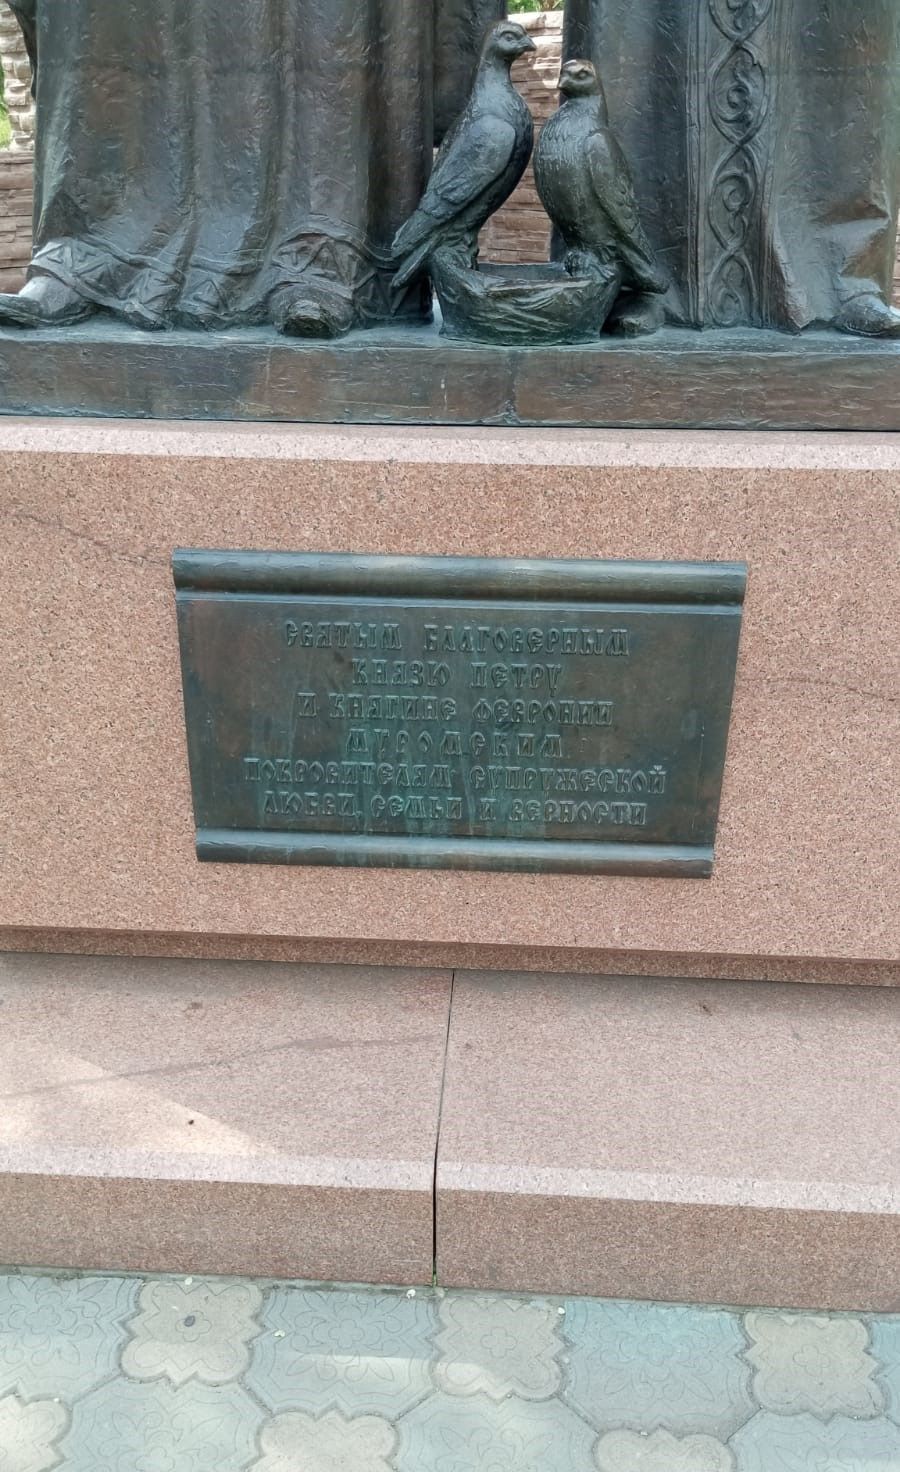 СВЯТЫМ БЛАГОВЕРНЫМ
КНЯЗЮ ПЕТРУ
И КНЯГИНЕ ФЕВРОНИИ
МУРОМСКИМ
ПОКРОВИТЕЛЯМ СУПРУЖЕСКОЙ
ЛЮБВИ, СЕМЬИ И ВЕРНОСТИ